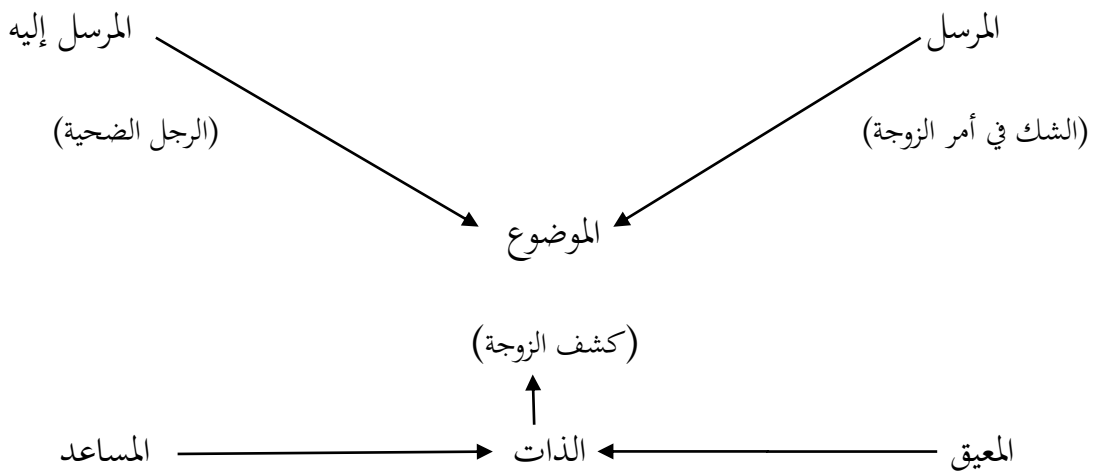 المرسل المرسل إليه
(الشك في أمر الزوجة) (الرجل الضحية)
الموضوع
(كشف الزوجة)
المعيق الذات المساعد